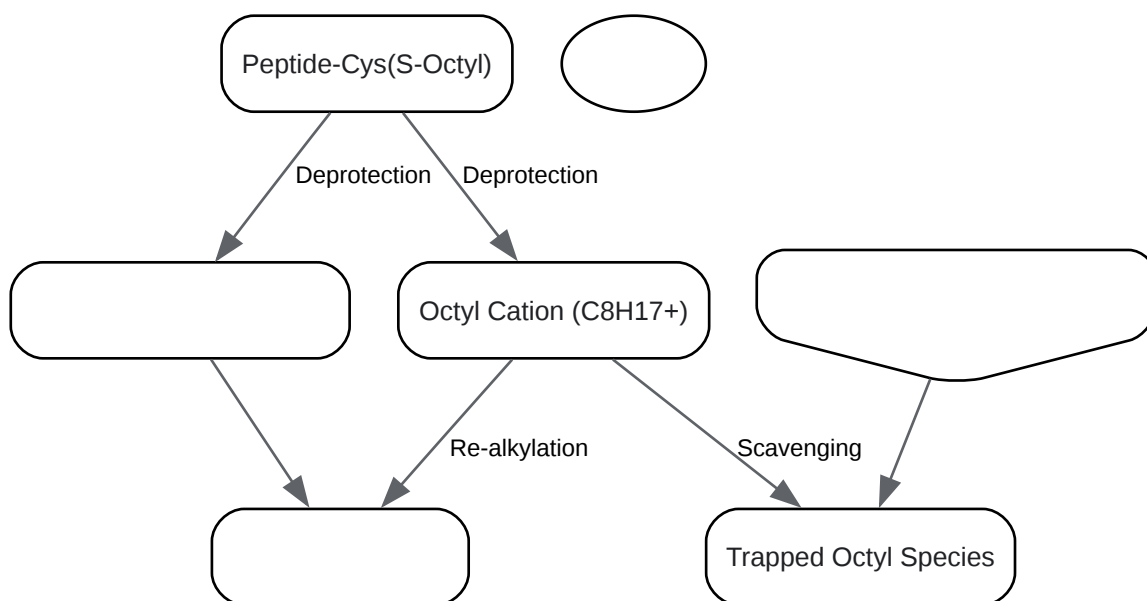 Peptide-Cys(S-Octyl)
Deprotection
Deprotection
Octyl Cation (C8H17+)
Re-alkylation
Scavenging
Trapped Octyl Species